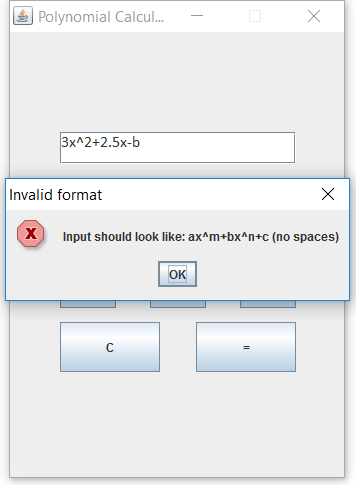 Polynomial Calcul...
3x^2+2.5x-b
Invalid format
X
Input should look like: ax^m+bx^n+c (no spaces)
OK
C
=